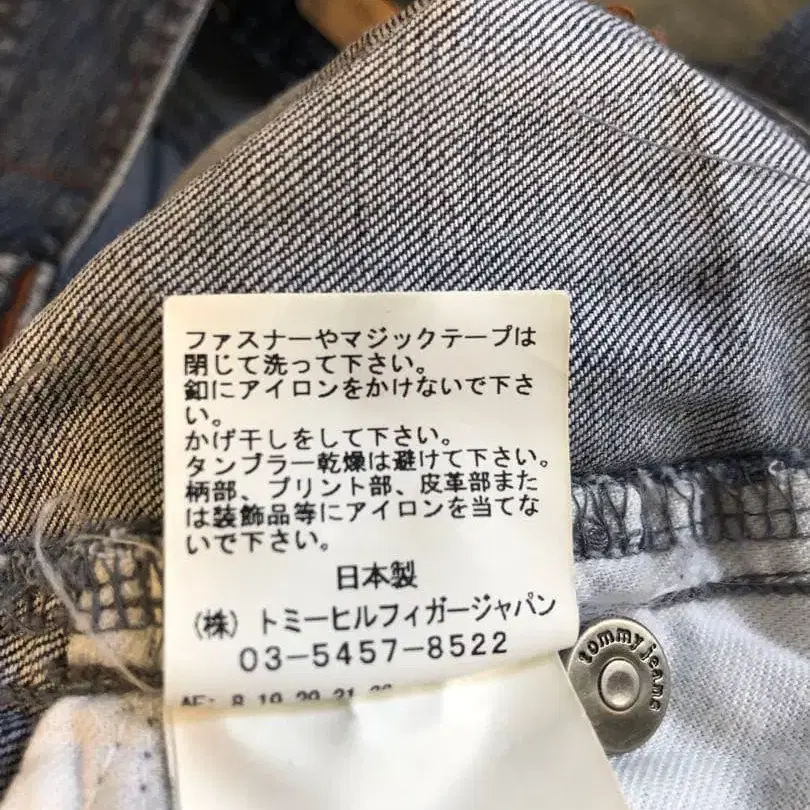 ファスナーやマジックテープは
閉じて洗って下さい。
釦にアイロンをかけないで下さ
い。
かげ干しをして下さい。
タンブラー乾燥は避けて下さい。
柄部、プリント部、皮革部また
は装飾品等にアイロンを当てな
いで下さい。
日本製
(株) トミーヒルフィガージャパン
03-5457-8522
tommy jeans